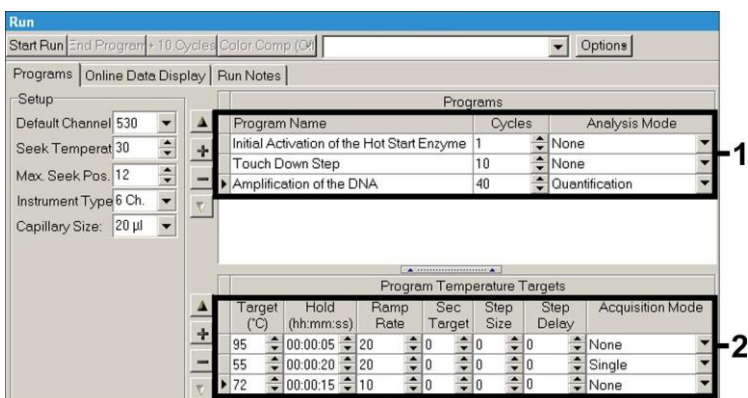 Run
Start Run End Program + 10 Cycles Color Comp (Off Options
Programs Online Data Display Run Notes
Setup
Default Channel 530
Seek Temperat 30
Max. Seek Pos. 12
Instrument Type 6 Ch.
Capillary Size: 20 µl
Programs
Program Name Cycles Analysis Mode
Initial Activation of the Hot Start Enzyme 1 None
Touch Down Step 10 None
Amplification of the DNA 40 Quantification
1
Program Temperature Targets
Target (°C) Hold (hh:mm:ss) Ramp Rate Sec Target Step Size Step Delay Acquisition Mode
95 00:00:05 20 0 0 0 None
55 00:00:20 20 0 0 0 Single
72 00:00:15 10 0 0 0 None
2